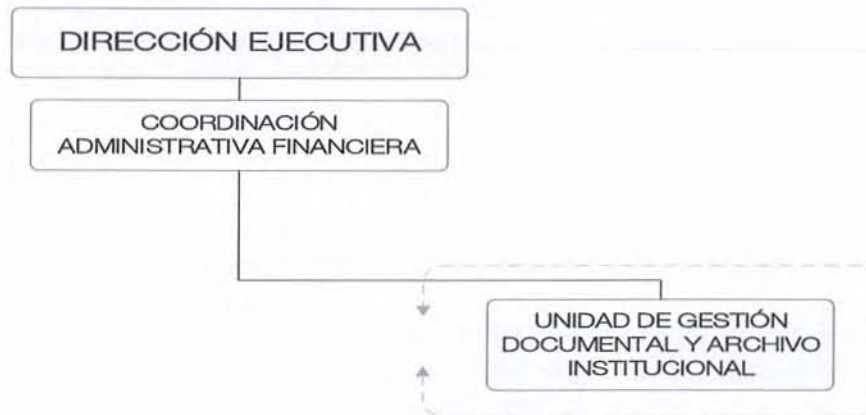 DIRECCIÓN EJECUTIVA
COORDINACIÓN
ADMINISTRATIVA FINANCIERA
UNIDAD DE GESTIÓN
DOCUMENTAL Y ARCHIVO
INSTITUCIONAL